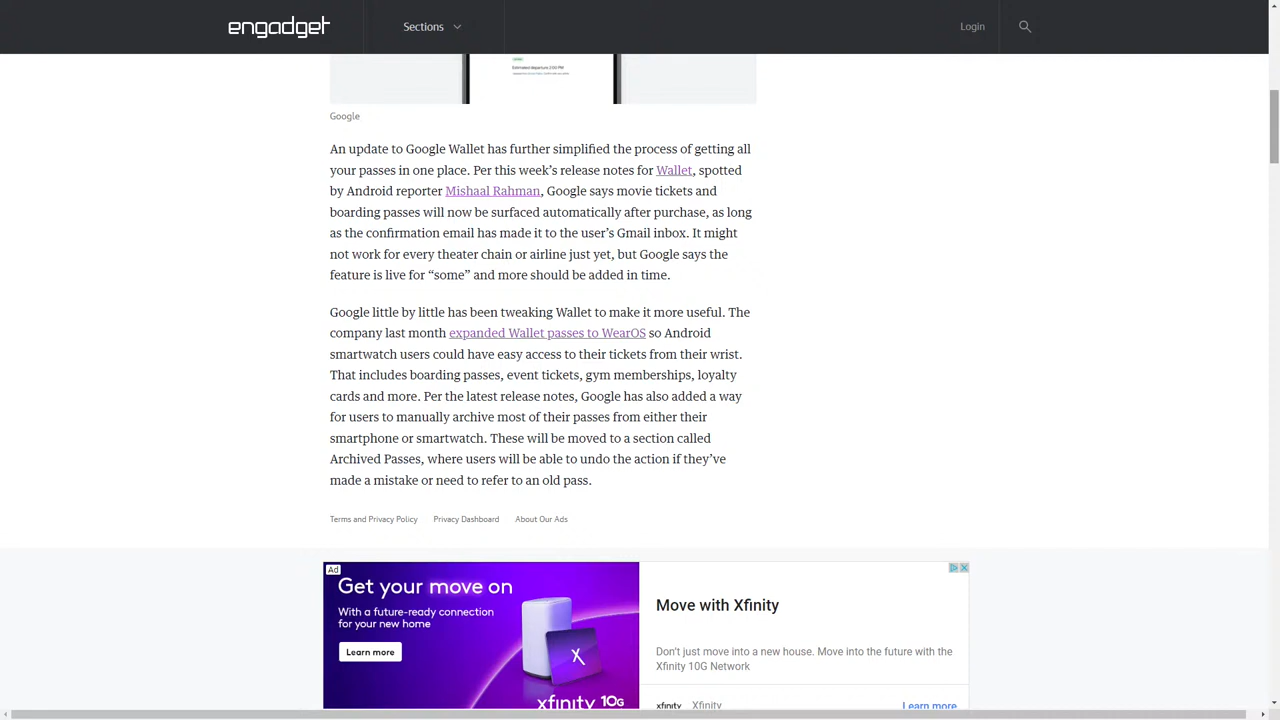 engadget
Sections
Login
Estimated departure, 2:00 PM
Google
An update to Google Wallet has further simplified the process of getting all
your passes in one place. Per this week’s release notes for Wallet, spotted
by Android reporter Mishaal Rahman, Google says movie tickets and
boarding passes will now be surfaced automatically after purchase, as long
as the confirmation email has made it to the user’s Gmail inbox. It might
not work for every theater chain or airline just yet, but Google says the
feature is live for “some” and more should be added in time.
Google little by little has been tweaking Wallet to make it more useful. The
company last month expanded Wallet passes to WearOS so Android
smartwatch users could have easy access to their tickets from their wrist.
That includes boarding passes, event tickets, gym memberships, loyalty
cards and more. Per the latest release notes, Google has also added a way
for users to manually archive most of their passes from either their
smartphone or smartwatch. These will be moved to a section called
Archived Passes, where users will be able to undo the action if they’ve
made a mistake or need to refer to an old pass.
Terms and Privacy Policy Privacy Dashboard About Our Ads
Ad
Get your move on
With a future-ready connection
for your new home
Learn more
X
xfinity 10G
Move with Xfinity
Don't just move into a new house. Move into the future with the
Xfinity 10G Network
xfinity Xfinity Learn more